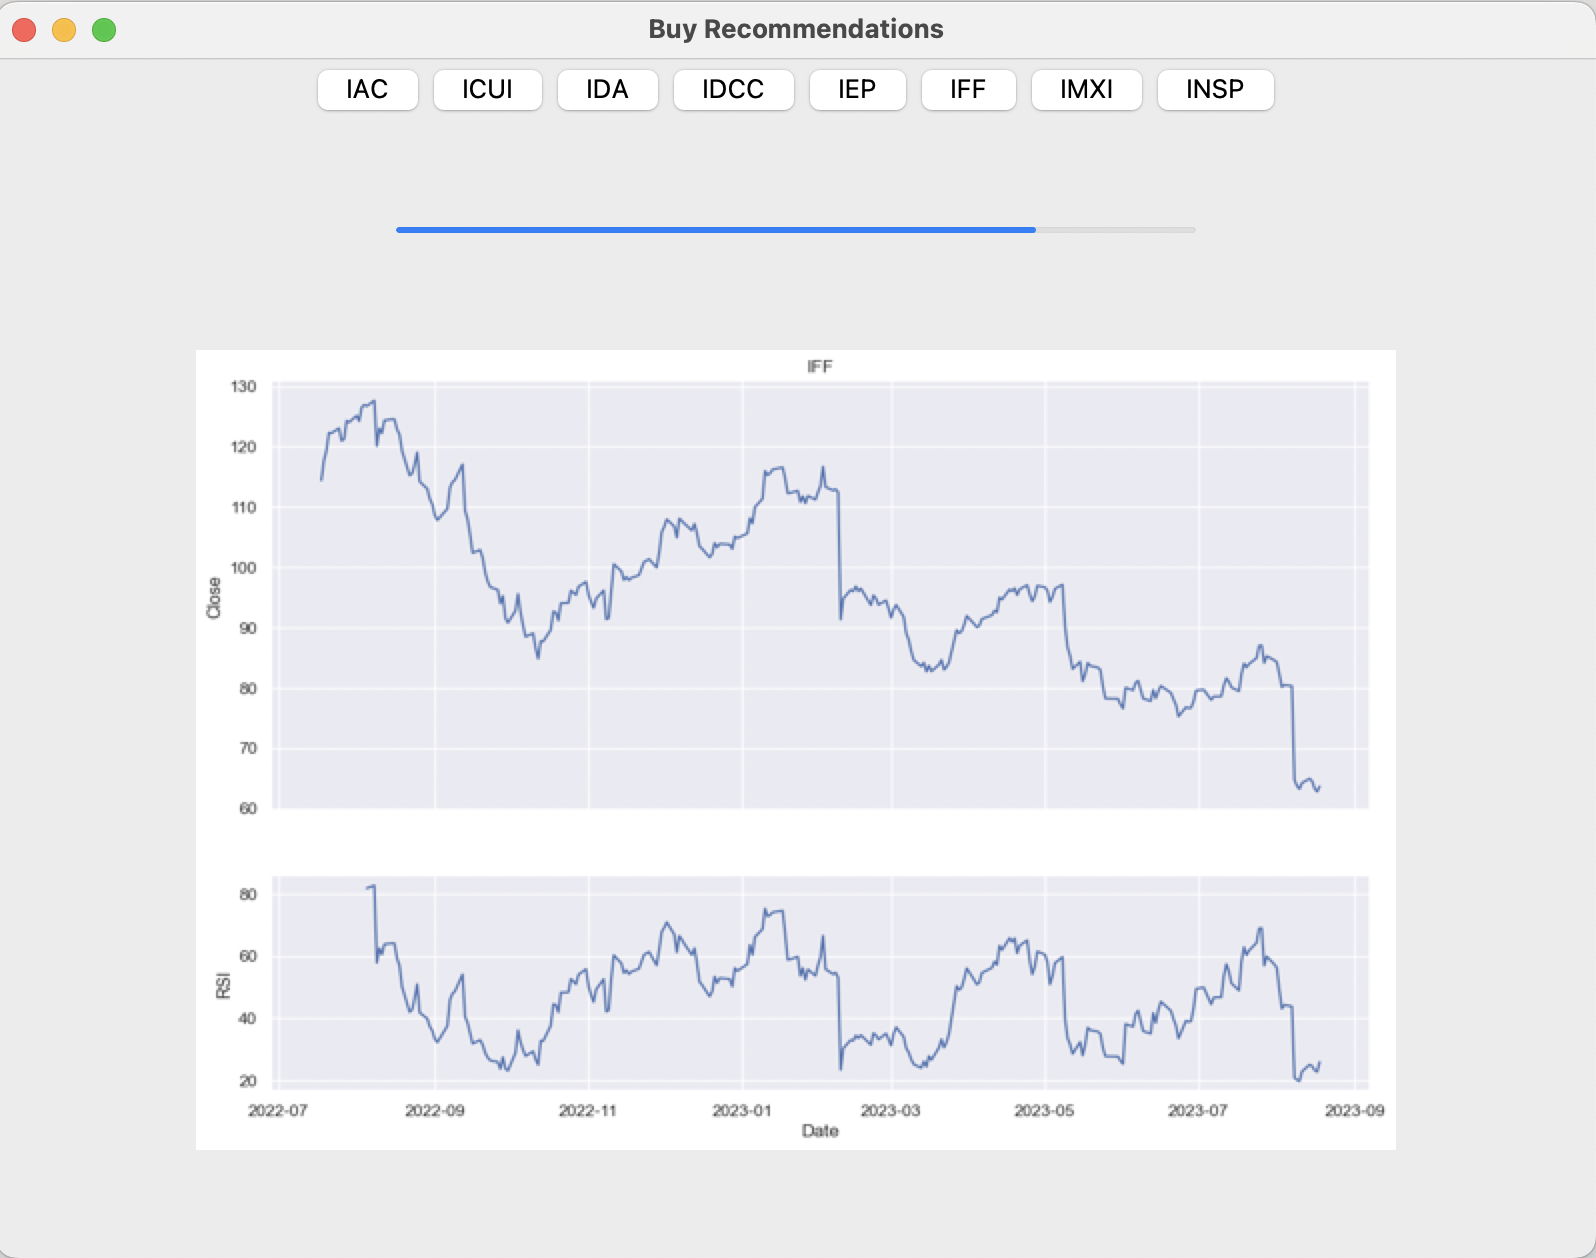 Buy Recommendations
IAC ICUI IDA IDCC IEP IFF IMXI INSP
IFF
130
120
110
100
90
80
70
60
Close
80
60
40
20
RSI
2022-07 2022-09 2022-11 2023-01 2023-03 2023-05 2023-07 2023-09
Date